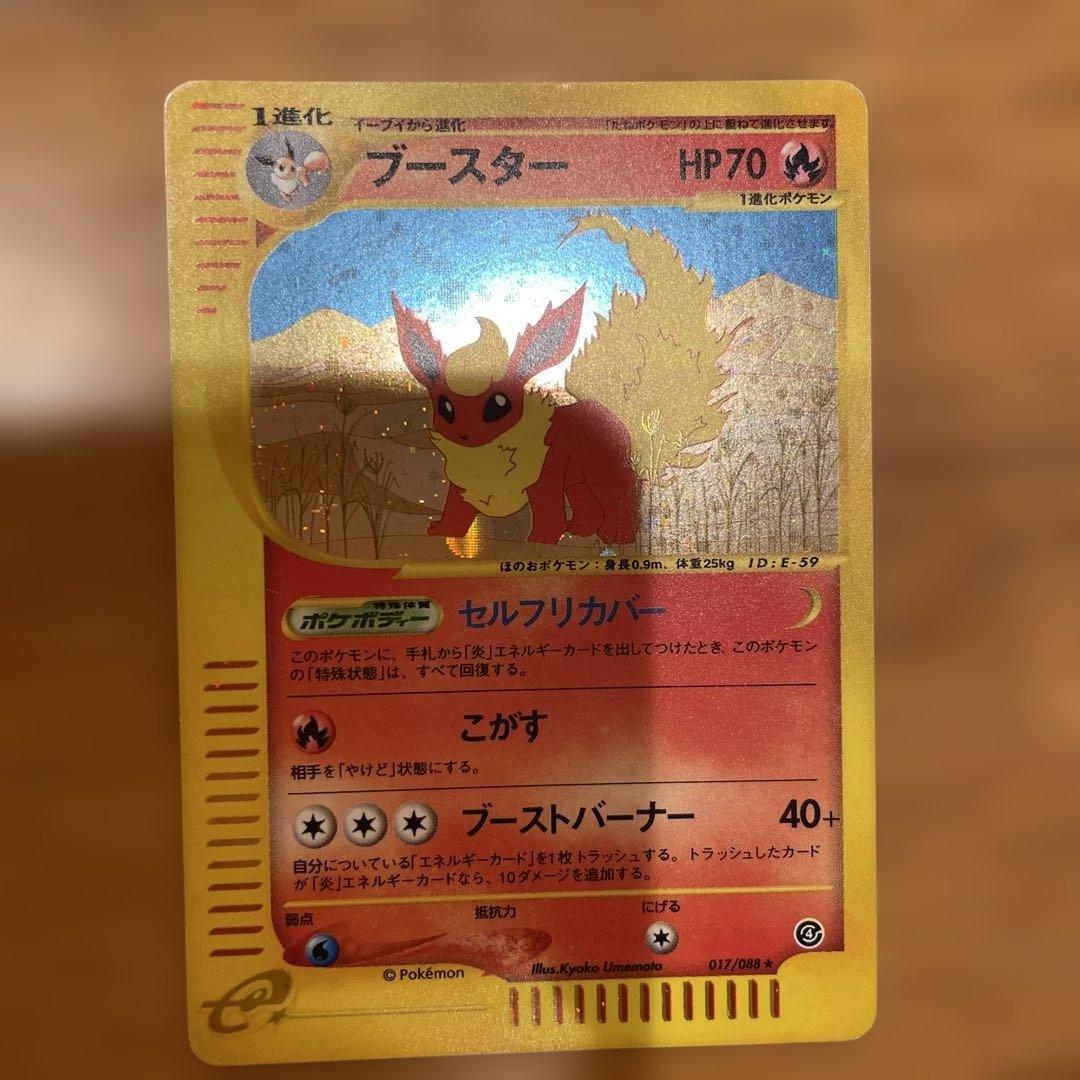 1進化
イーブイから進化
「たねポケモン」の上に重ねて進化させます。
ブースター
HP70
1進化ポケモン
ほのおポケモン:身長0.9m、体重25kg ID:E-59
特殊体質
ポケボディー
セルフリカバー
このポケモンに、手札から「炎」エネルギーカードを出してつけたとき、このポケモン
の「特殊状態」は、すべて回復する。
こがす
相手を「やけど」状態にする。
ブーストバーナー 40+
自分についている「エネルギーカード」を1枚トラッシュする。トラッシュしたカード
が「炎」エネルギーカードなら、10ダメージを追加する。
弱点 抵抗力 にげる
4
©Pokémon Illus.Kyoko Umemoto 017/088★
e